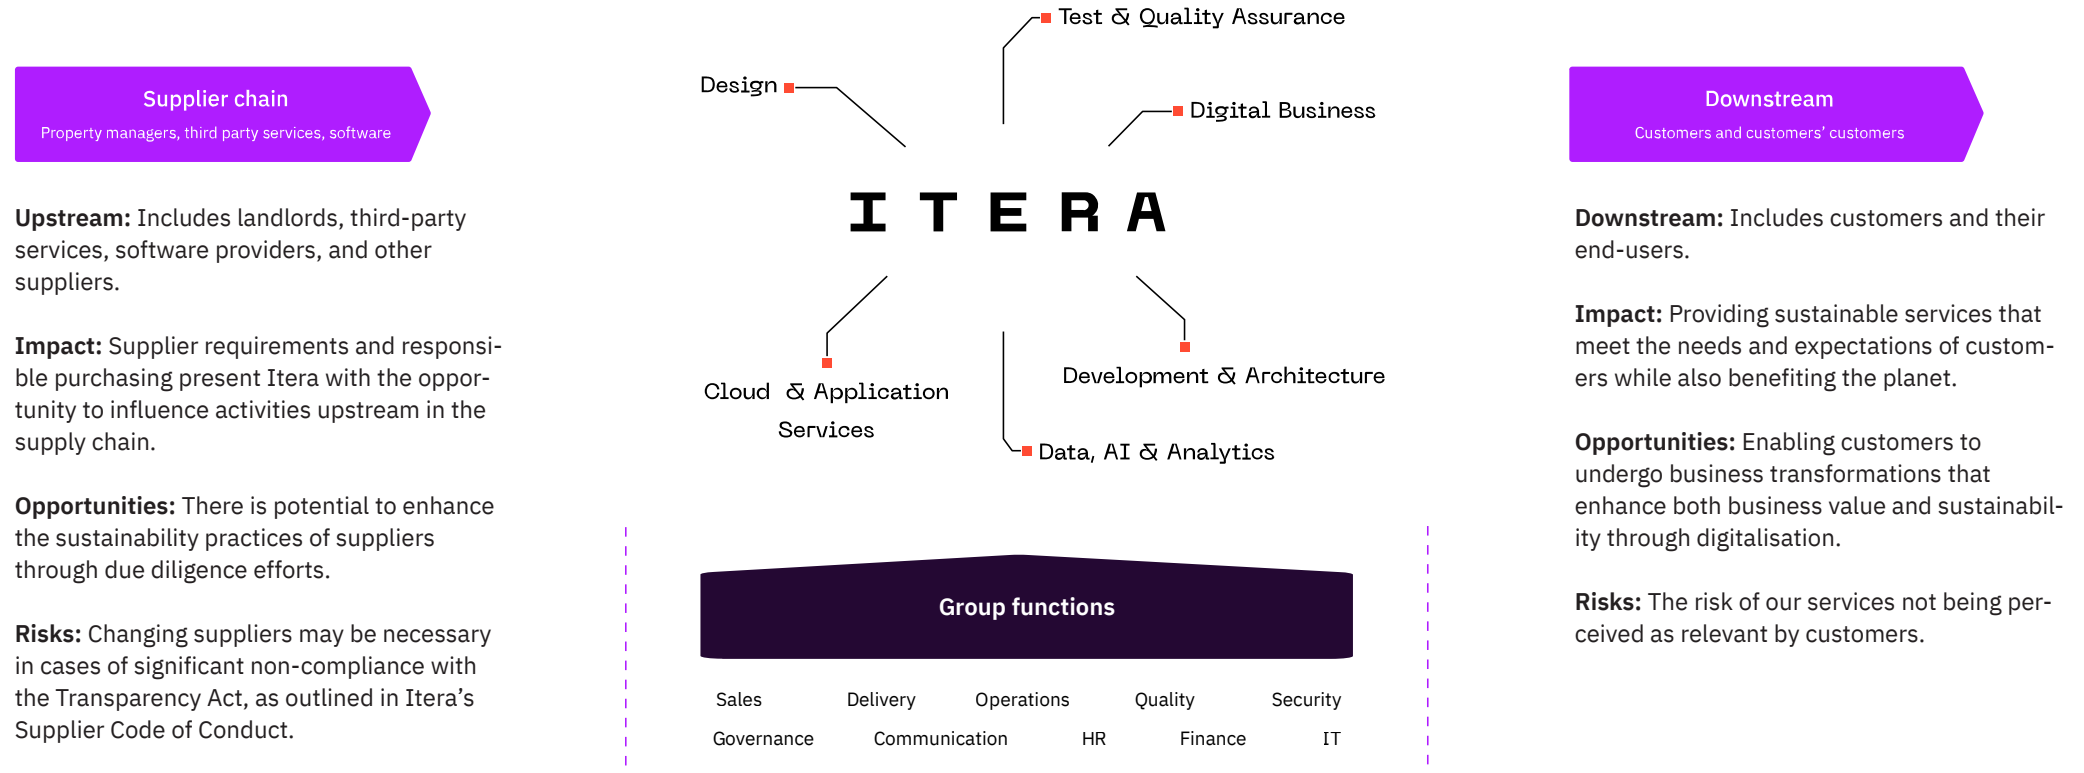 Supplier chain
Property managers, third party services, software
Upstream: Includes landlords, third-party
services, software providers, and other
suppliers.
Impact: Supplier requirements and responsi-
ble purchasing present Itera with the oppor-
tunity to influence activities upstream in the
supply chain.
Opportunities: There is potential to enhance
the sustainability practices of suppliers
through due diligence efforts.
Risks: Changing suppliers may be necessary
in cases of significant non-compliance with
the Transparency Act, as outlined in Itera’s
Supplier Code of Conduct.
Test & Quality Assurance
Design
Digital Business
ITERA
Cloud & Application
Services
Development & Architecture
Data, AI & Analytics
Group functions
Sales Delivery Operations Quality Security
Governance Communication HR Finance IT
Downstream
Customers and customers’ customers
Downstream: Includes customers and their
end-users.
Impact: Providing sustainable services that
meet the needs and expectations of custom-
ers while also benefiting the planet.
Opportunities: Enabling customers to
undergo business transformations that
enhance both business value and sustainabil-
ity through digitalisation.
Risks: The risk of our services not being per-
ceived as relevant by customers.